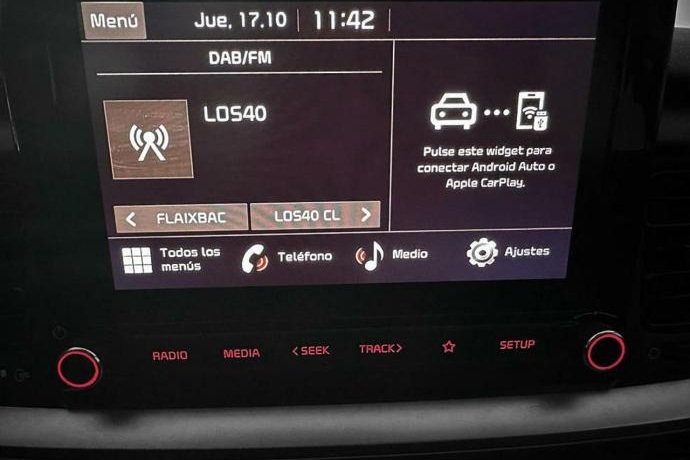 Menú Jue, 17.10 11:42
DAB/FM
LOS40
Pulse este widget para
conectar Android Auto o
Apple CarPlay.
FLAIXBAC LOS40 CL
Todos los
menús
Teléfono
Medio
Ajustes
RADIO MEDIA <SEEK TRACK> SETUP